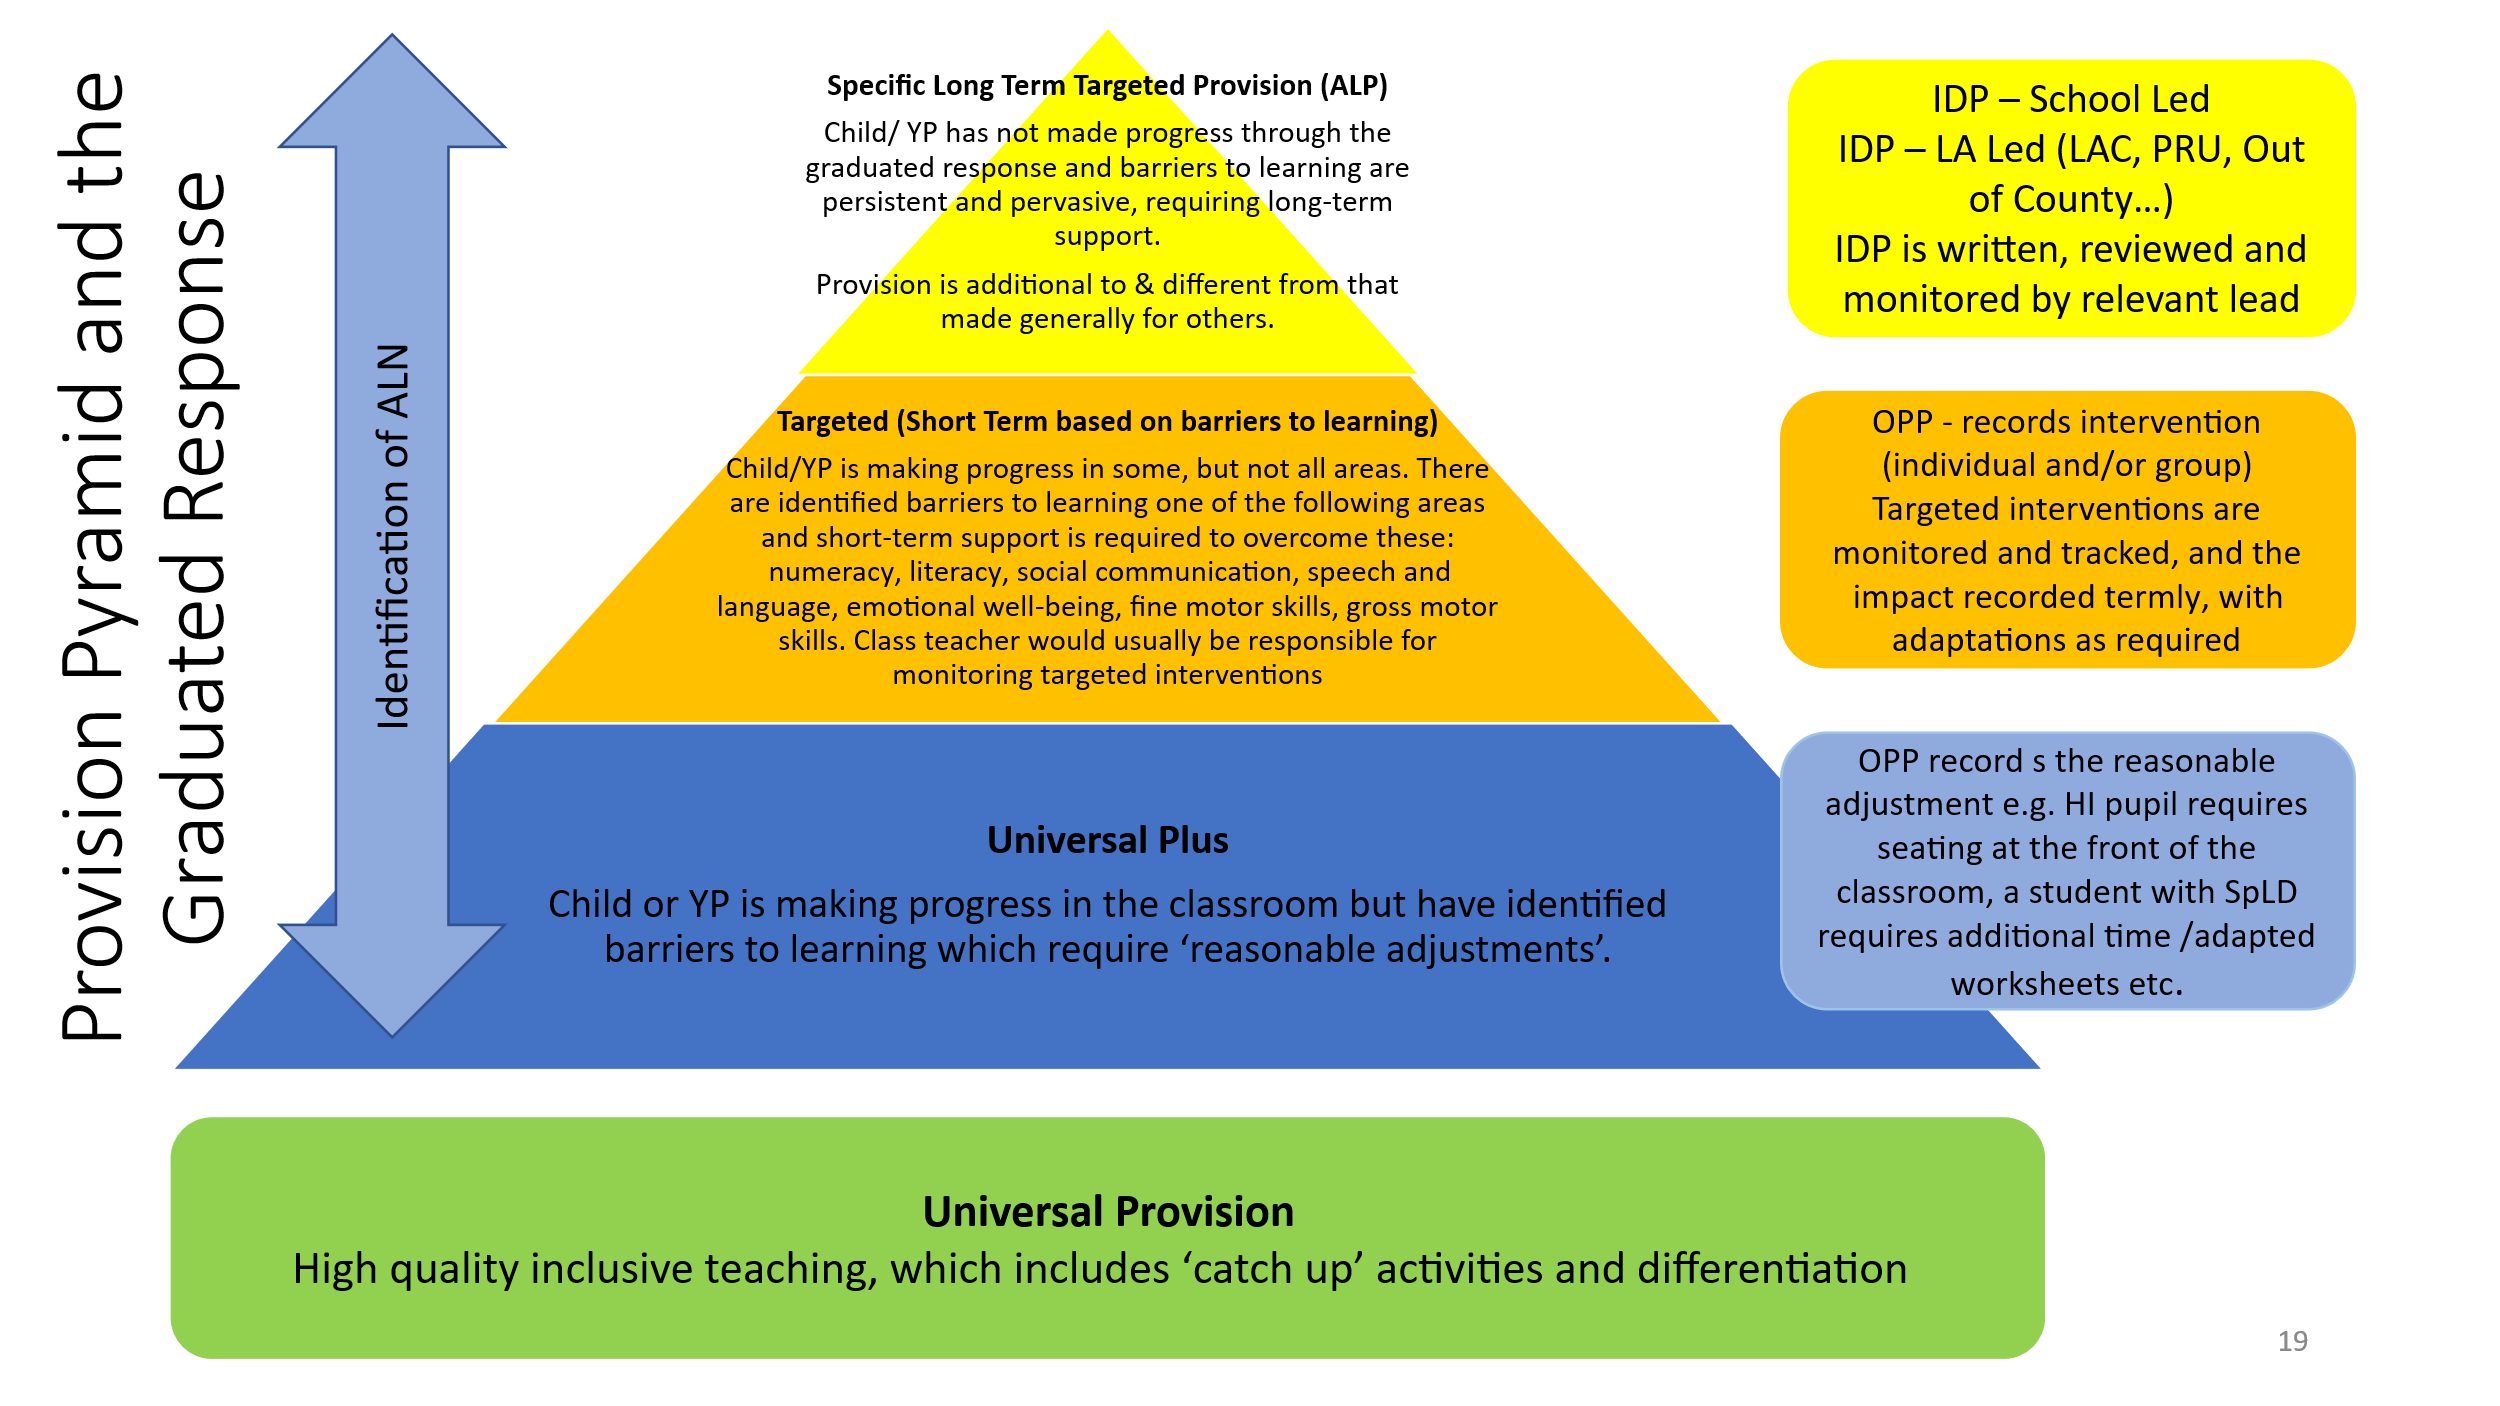 Provision Pyramid and the
Graduated Response
Identification of ALN
Specific Long Term Targeted Provision (ALP)
Child/ YP has not made progress through the
graduated response and barriers to learning are
persistent and pervasive, requiring long-term
support.
Provision is additional to & different from that
made generally for others.
IDP – School Led
IDP – LA Led (LAC, PRU, Out
of County…)
IDP is written, reviewed and
monitored by relevant lead
Targeted (Short Term based on barriers to learning)
Child/YP is making progress in some, but not all areas. There
are identified barriers to learning one of the following areas
and short-term support is required to overcome these:
numeracy, literacy, social communication, speech and
language, emotional well-being, fine motor skills, gross motor
skills. Class teacher would usually be responsible for
monitoring targeted interventions
OPP - records intervention
(individual and/or group)
Targeted interventions are
monitored and tracked, and the
impact recorded termly, with
adaptations as required
Universal Plus
Child or YP is making progress in the classroom but have identified
barriers to learning which require ‘reasonable adjustments’.
OPP record s the reasonable
adjustment e.g. HI pupil requires
seating at the front of the
classroom, a student with SpLD
requires additional time /adapted
worksheets etc.
Universal Provision
High quality inclusive teaching, which includes ‘catch up’ activities and differentiation
19